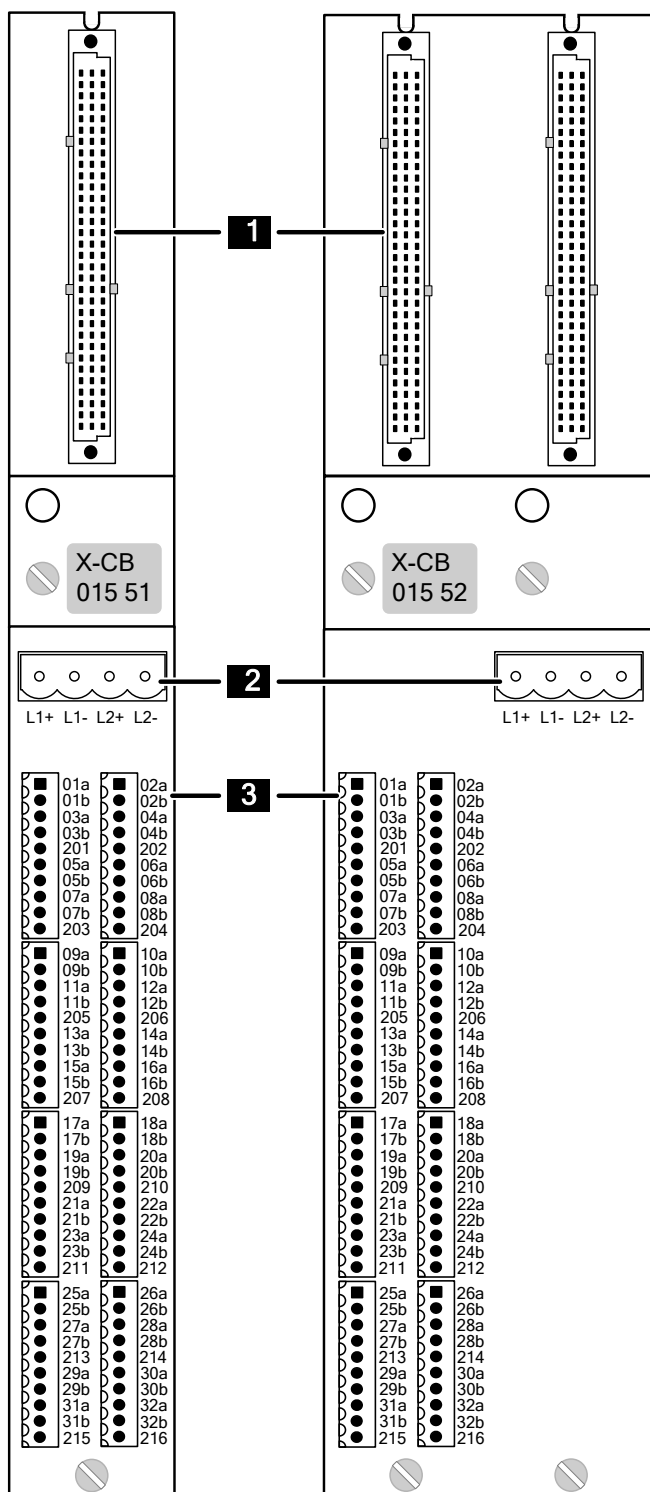 1
X-CB
015 51
X-CB
015 52
2
L1+ L1- L2+ L2-
L1+ L1- L2+ L2-
3
01a 02a 01a 02a
01b 02b 01b 02b
03a 04a 03a 04a
03b 04b 03b 04b
201 202 201 202
05a 06a 05a 06a
05b 06b 05b 06b
07a 08a 07a 08a
07b 08b 07b 08b
203 204 203 204
09a 10a 09a 10a
09b 10b 09b 10b
11a 12a 11a 12a
11b 12b 11b 12b
205 206 205 206
13a 14a 13a 14a
13b 14b 13b 14b
15a 16a 15a 16a
15b 16b 15b 16b
207 208 207 208
17a 18a 17a 18a
17b 18b 17b 18b
19a 20a 19a 20a
19b 20b 19b 20b
209 210 209 210
21a 22a 21a 22a
21b 22b 21b 22b
23a 24a 23a 24a
23b 24b 23b 24b
211 212 211 212
25a 26a 25a 26a
25b 26b 25b 26b
27a 28a 27a 28a
27b 28b 27b 28b
213 214 213 214
29a 30a 29a 30a
29b 30b 29b 30b
31a 32a 31a 32a
31b 32b 31b 32b
215 216 215 216